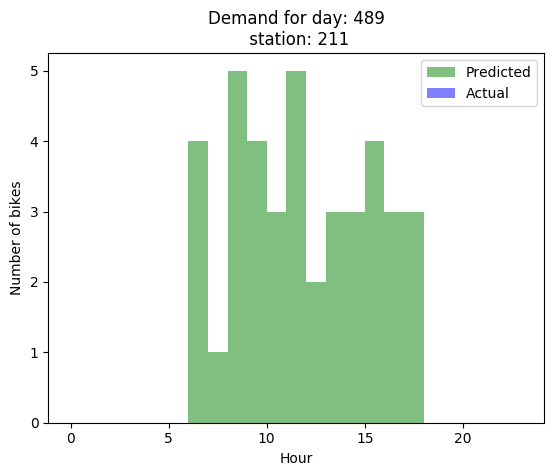 Demand for day: 489
station: 211
Predicted
Actual
Number of bikes
5
4
3
2
1
0
0
5
10
15
20
Hour